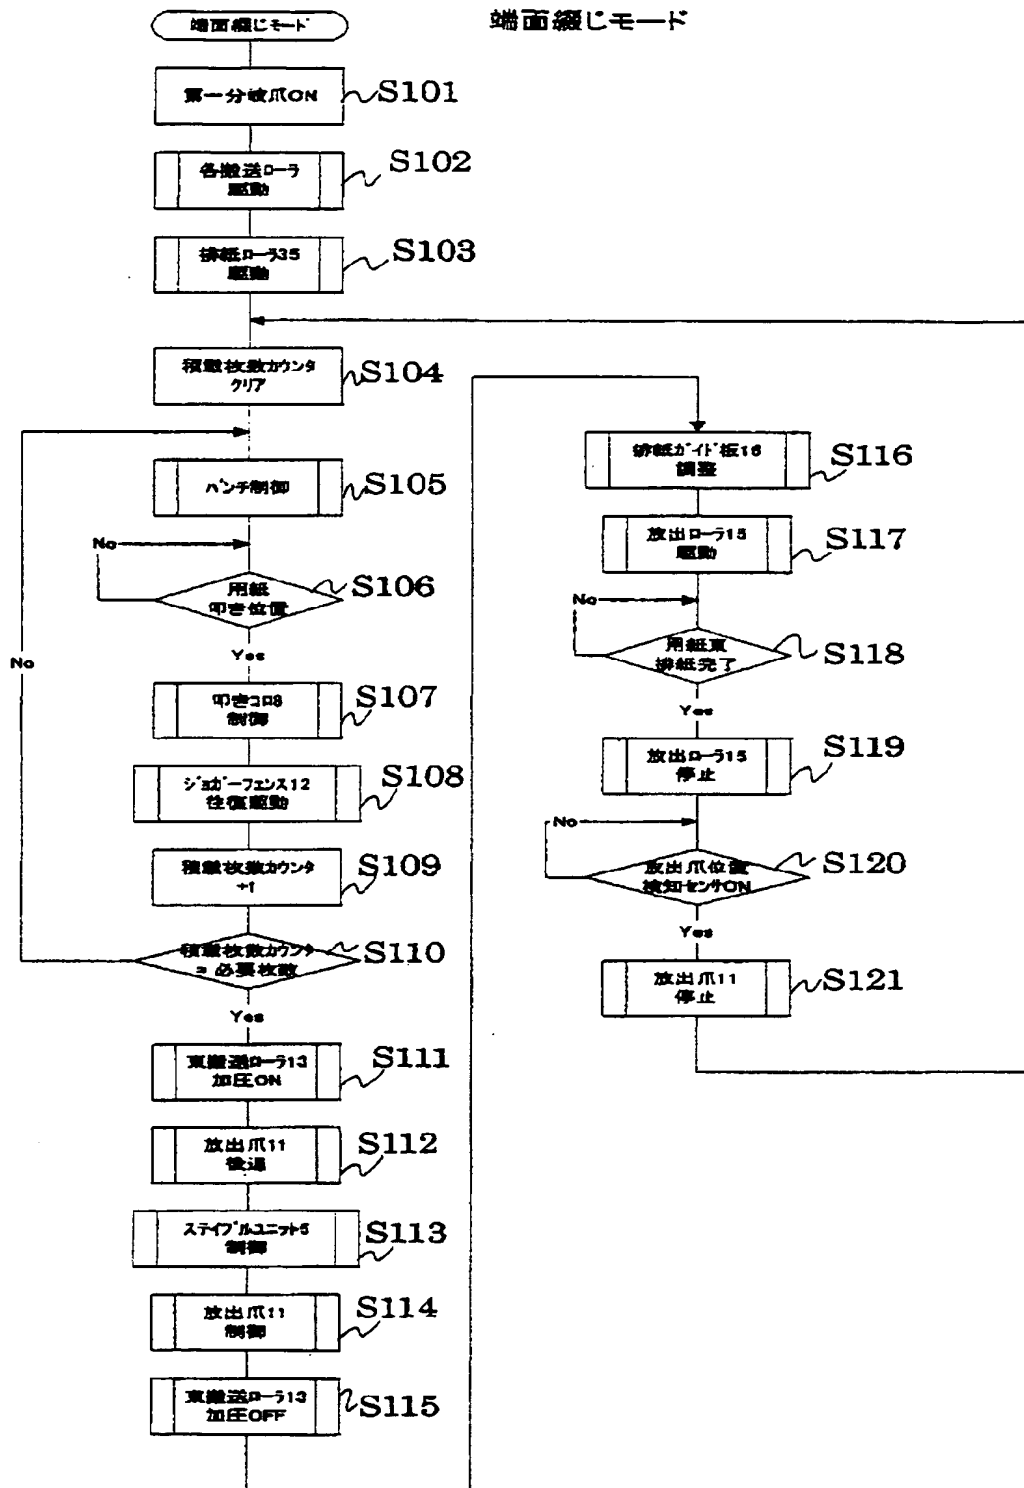 端面綴じモード
端面綴じモード
第一分岐爪ON
S101
各搬送ローラ
駆動
S102
排紙ローラ35
駆動
S103
積載枚数カウンタ
クリア
S104
パンチ制御
S105
No
用紙
叩き位置
S106
Yes
No
叩きコロ8
制御
S107
ジョガーフェンス12
往復駆動
S108
積載枚数カウンタ
+1
S109
積載枚数カウンタ
= 必要枚数
S110
Yes
束搬送ローラ13
加圧ON
S111
放出爪11
後退
S112
ステイプルユニット5
制御
S113
放出爪11
制御
S114
束搬送ローラ13
加圧OFF
S115
排紙ガイド板16
調整
S116
放出ローラ15
駆動
S117
No
用紙束
排紙完了
S118
Yes
放出ローラ15
停止
S119
No
放出爪位置
検知センサON
S120
Yes
放出爪11
停止
S121